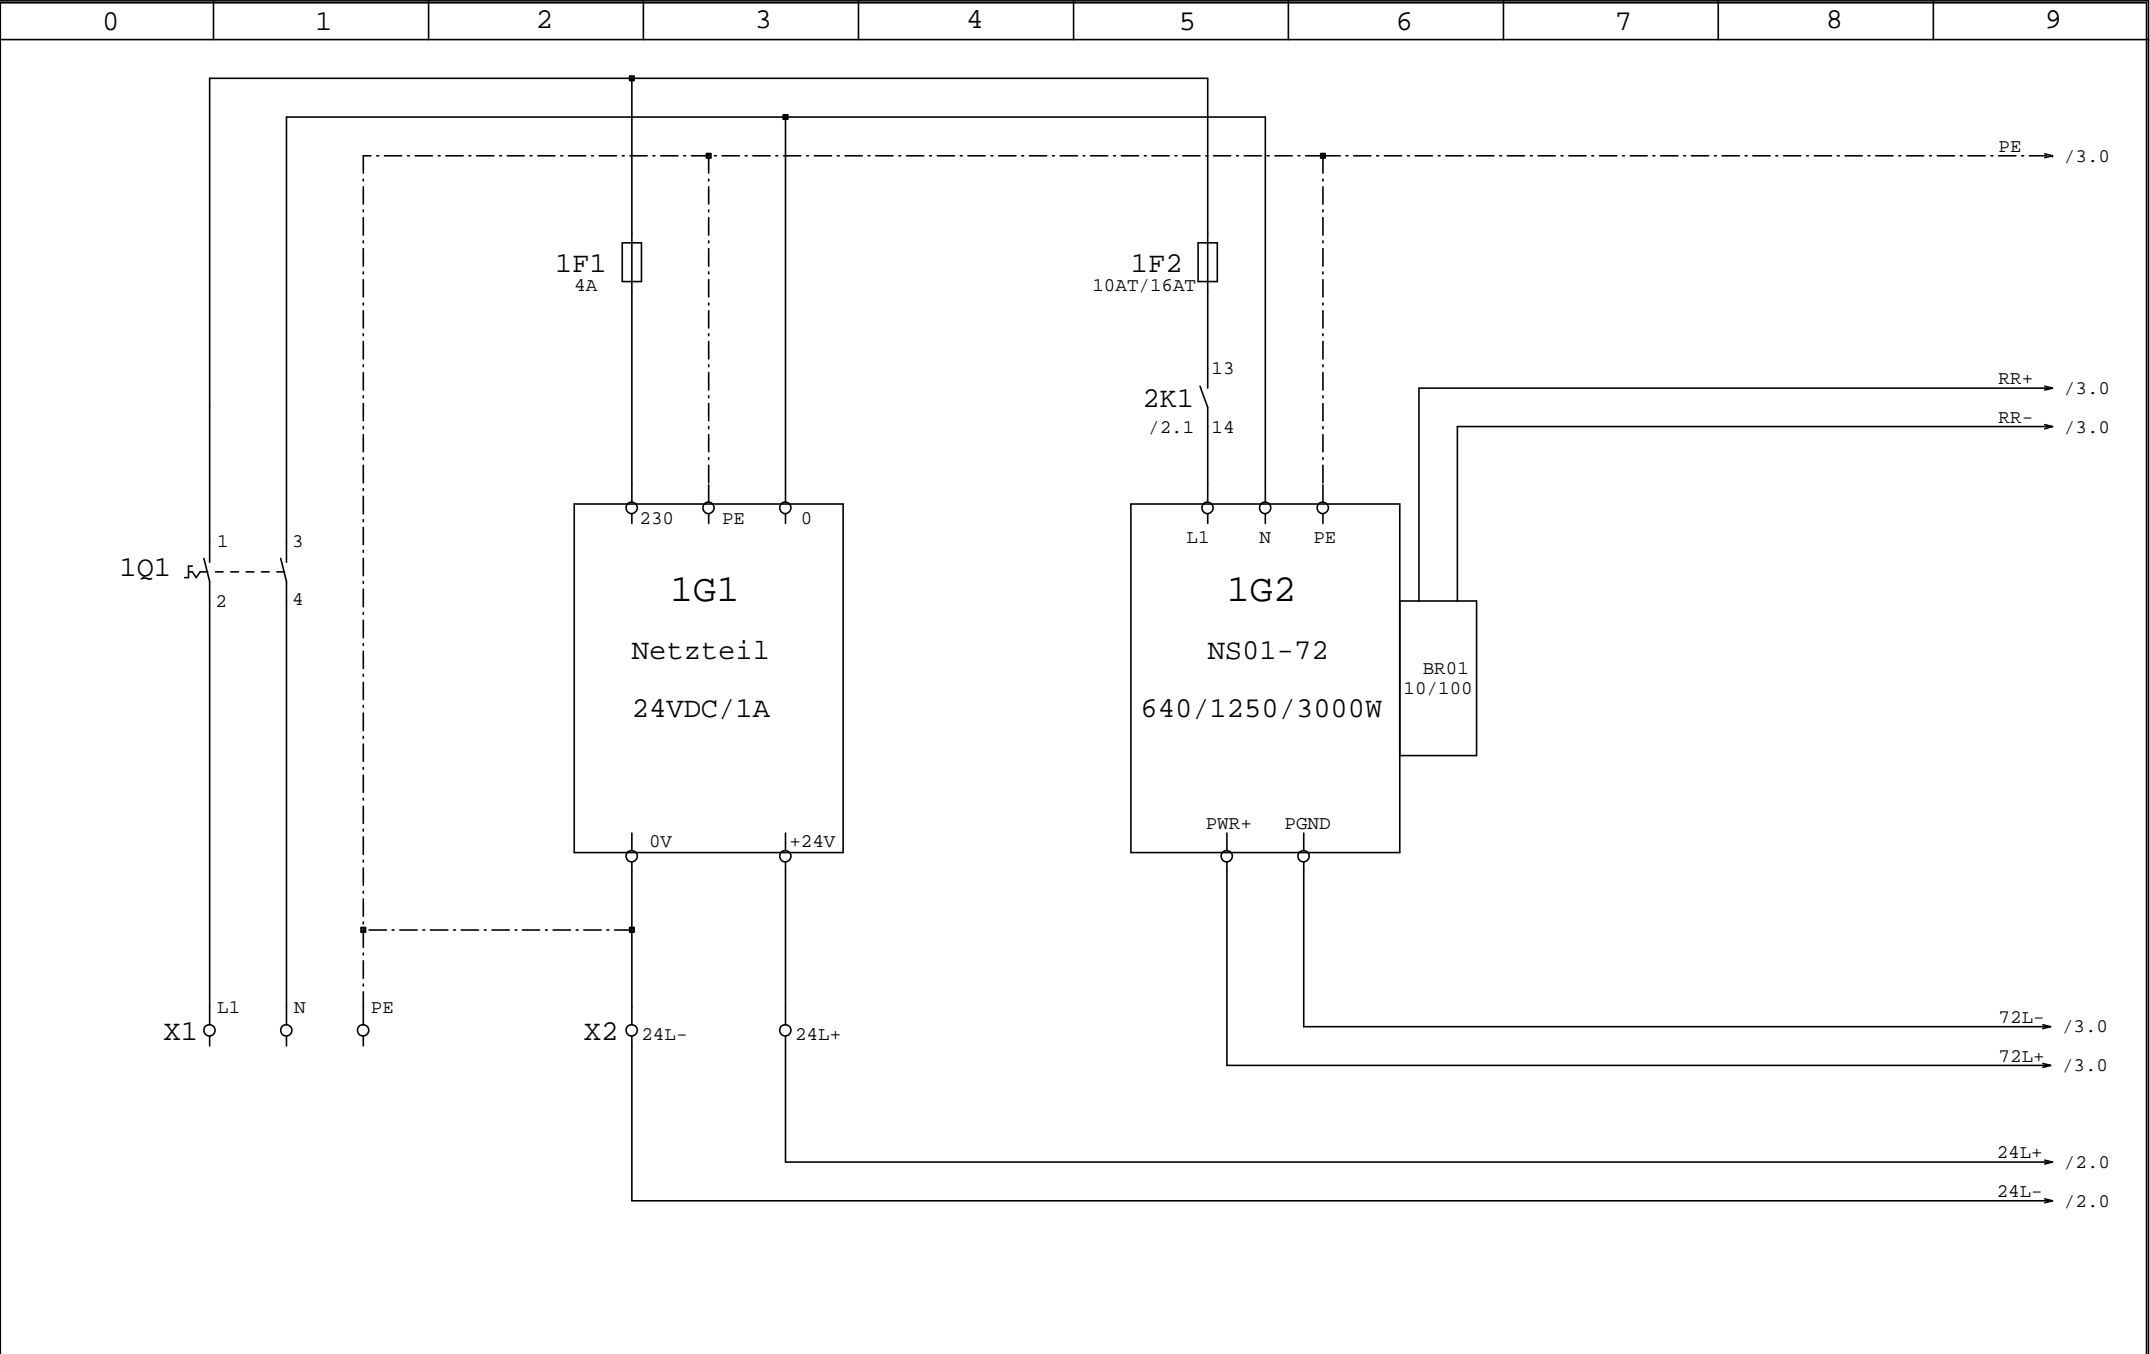 0 1 2 3 4 5 6 7 8 9
PE /3.0
1F1
4A
1F2
10AT/16AT
13
2K1
/2.1 14
RR+ /3.0
RR- /3.0
230 PE 0
L1 N PE
1 3
1Q1
2 4
1G1
Netzteil
24VDC/1A
1G2
NS01-72
640/1250/3000W
BR01
10/100
0V +24V
PWR+ PGND
L1 N PE
X1
X2 24L- 24L+
72L- /3.0
72L+ /3.0
24L+ /2.0
24L- /2.0